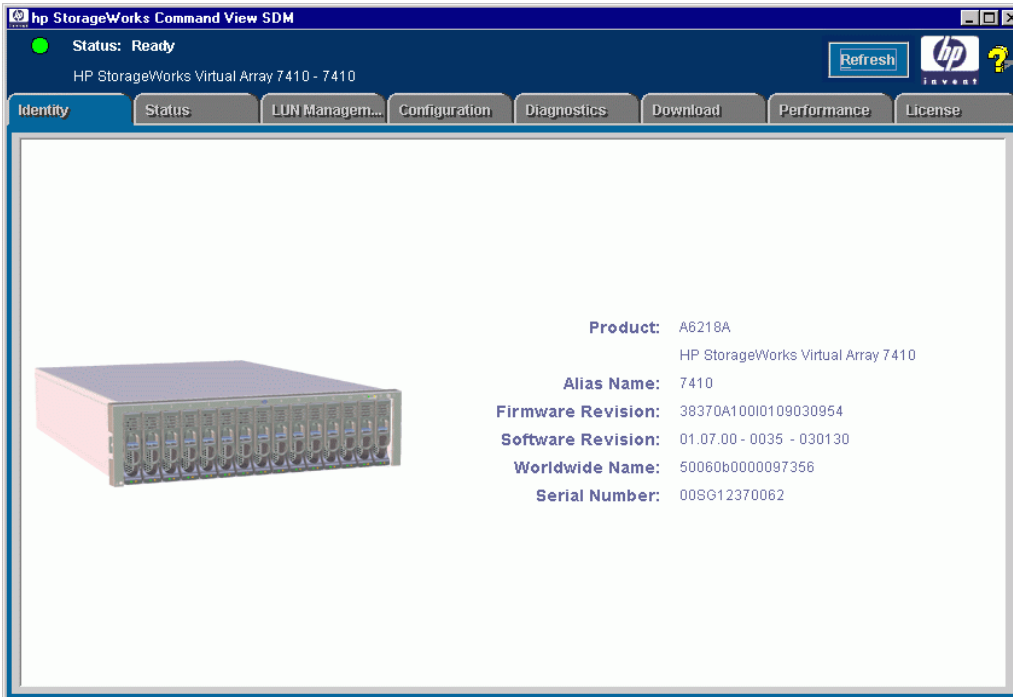 hp StorageWorks Command View SDM
Status: Ready
HP StorageWorks Virtual Array 7410 - 7410
Refresh
hp
invent
?
Identity Status LUN Managem... Configuration Diagnostics Download Performance License
Product: A6218A
HP StorageWorks Virtual Array 7410
Alias Name: 7410
Firmware Revision: 38370A100I0109030954
Software Revision: 01.07.00 - 0035 - 030130
Worldwide Name: 50060b0000097356
Serial Number: 00SG12370062